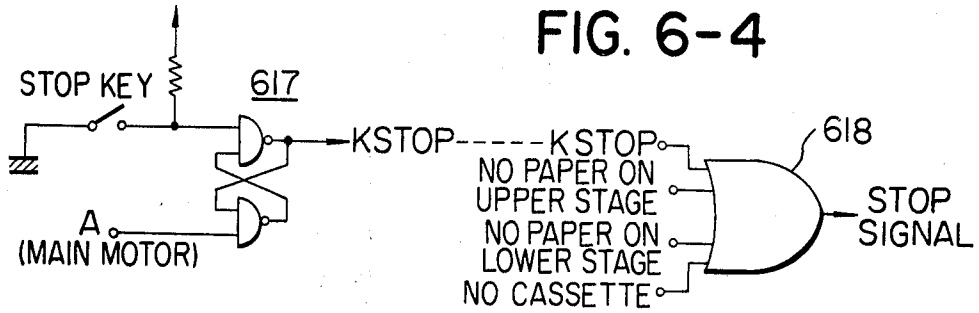 FIG. 6-4
STOP KEY
617
KSTOP
KSTOP
618
NO PAPER ON
UPPER STAGE
NO PAPER ON
LOWER STAGE
NO CASSETTE
STOP
SIGNAL
A
(MAIN MOTOR)